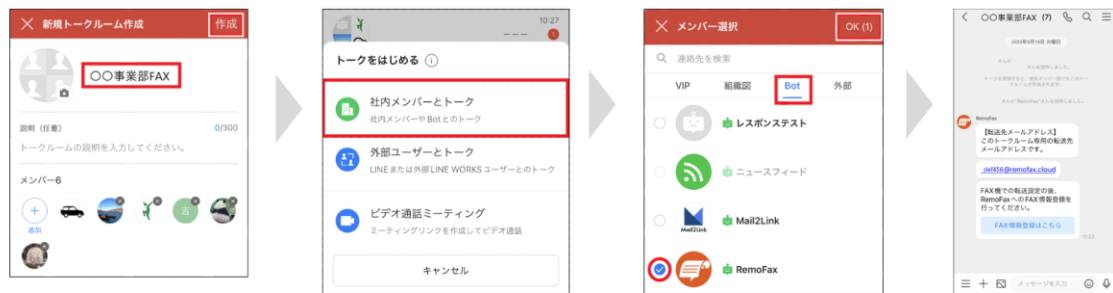 新規トークルーム作成
作成
〇〇事業部FAX
説明（任意）
0/300
トークルームの説明を入力してください。
メンバー6
追加
10:27
トークをはじめる
社内メンバーとトーク
社内メンバーやBotとのトーク
外部ユーザーとトーク
LINEまたは外部LINE WORKSユーザーとのトーク
ビデオ通話ミーティング
ミーティングリンクを作成してビデオ通話
キャンセル
メンバー選択
OK (1)
連絡先を検索
VIP
組織図
Bot
外部
レスポンステスト
ニュースフィード
Mail2Link
Mail2Link
RemoFax
〇〇事業部FAX (7)
RemoFax
【転送先メールアドレス】
このトークルーム専用の転送先
メールアドレスです。
_def456@remofax.cloud
FAX機での転送設定の後、
RemoFaxへのFAX情報登録を
行ってください。
FAX情報登録はこちら
メッセージを入力